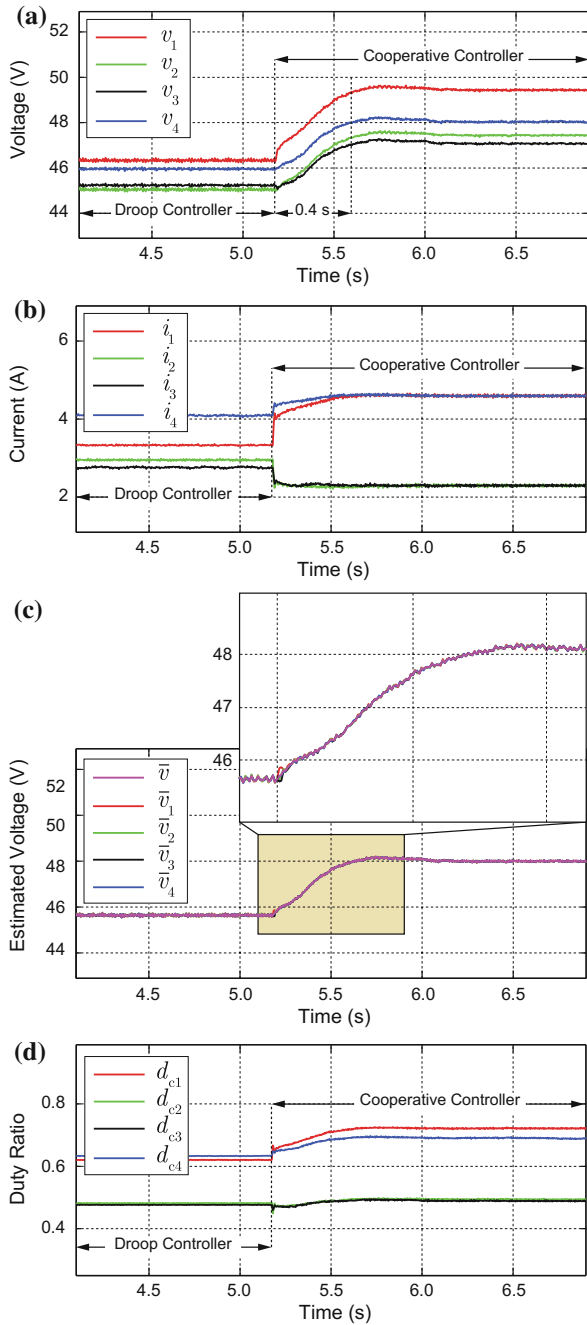 (a)
v1
v2
v3
v4
Cooperative Controller
Droop Controller
0.4 s
Voltage (V)
50
48
46
44
4.5 5.0 5.5 6.0 6.5
Time (s)
(b)
i1
i2
i3
i4
Cooperative Controller
Droop Controller
Current (A)
6
4
2
4.5 5.0 5.5 6.0 6.5
Time (s)
(c)
48
47
46
v̄
v̄1
v̄2
v̄3
v̄4
Estimated Voltage (V)
52
50
48
46
44
4.5 5.0 5.5 6.0 6.5
Time (s)
(d)
dc1
dc2
dc3
dc4
Cooperative Controller
Droop Controller
Duty Ratio
0.8
0.6
0.4
4.5 5.0 5.5 6.0 6.5
Time (s)